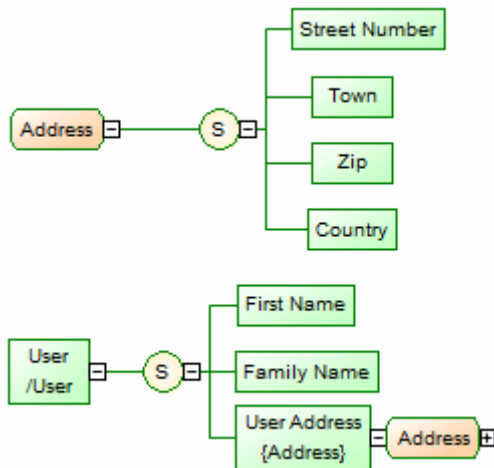 Street Number
Town
Address
S
Zip
Country
First Name
User
/User
S
Family Name
User Address
{Address}
Address